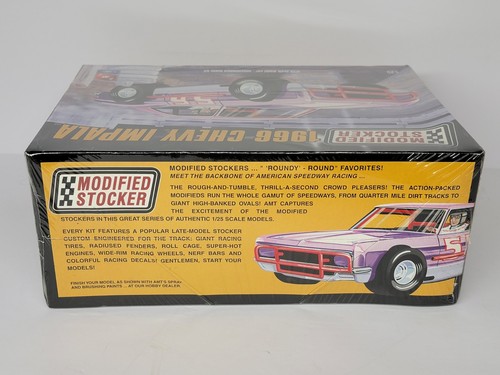 MODIFIED
STOCKER
1966 CHEVY IMPALA
MODIFIED
STOCKER
MODIFIED STOCKERS ... "'ROUNDY' - ROUND" FAVORITES!
MEET THE BACKBONE OF AMERICAN SPEEDWAY RACING ...
THE ROUGH-AND-TUMBLE, THRILL-A-SECOND CROWD PLEASERS! THE ACTION-PACKED
MODIFIEDS RUN THE WHOLE GAMUT OF SPEEDWAYS, FROM QUARTER MILE DIRT TRACKS TO
GIANT HIGH-BANKED OVALS! AMT CAPTURES
THE EXCITEMENT OF THE MODIFIED
STOCKERS IN THIS GREAT SERIES OF AUTHENTIC 1/25 SCALE MODELS.
EVERY KIT FEATURES A POPULAR LATE-MODEL STOCKER
CUSTOM ENGINEERED FOR THE TRACK: GIANT RACING
TIRES, RADIUSED FENDERS, ROLL CAGE, SUPER-HOT
ENGINES, WIDE-RIM RACING WHEELS, NERF BARS AND
COLORFUL RACING DECALS! GENTLEMEN, START YOUR
MODELS!
FINISH YOUR MODEL AS SHOWN WITH AMT'S SPRAY
AND BRUSHING PAINTS ... AT OUR HOBBY DEALER.
5